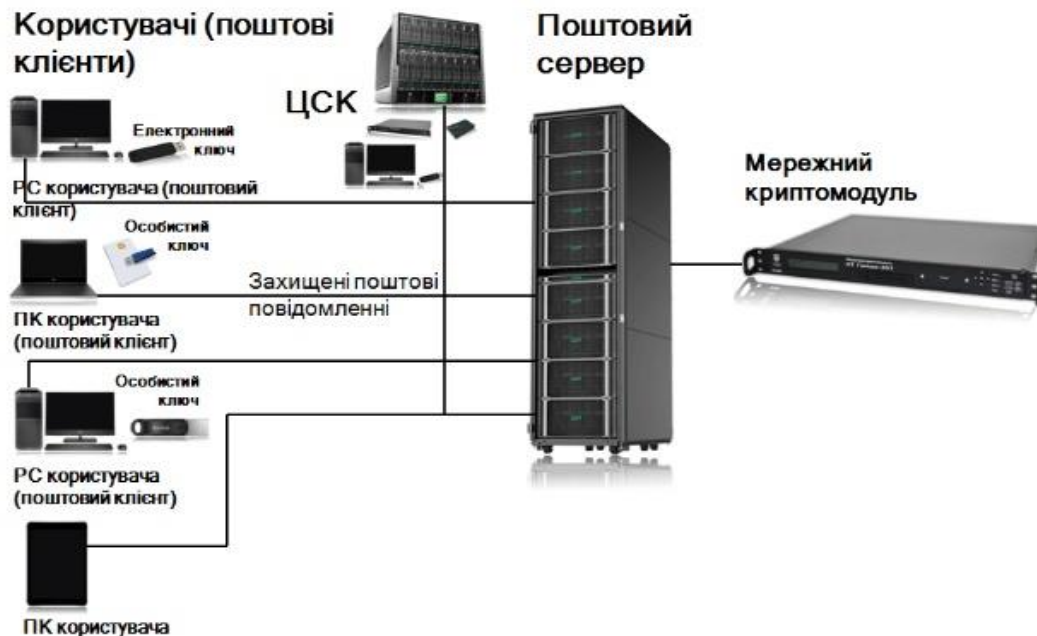 Користувачі (поштові
клієнти)
ЦСК
Поштовий
сервер
Електронний
ключ
РС користувача (поштовий
клієнт)
Особистий
ключ
Мережний
криптомодуль
Захищені поштові
повідомленні
ПК користувача
(поштовий клієнт)
Особистий
ключ
РС користувача
(поштовий клієнт)
ПК користувача